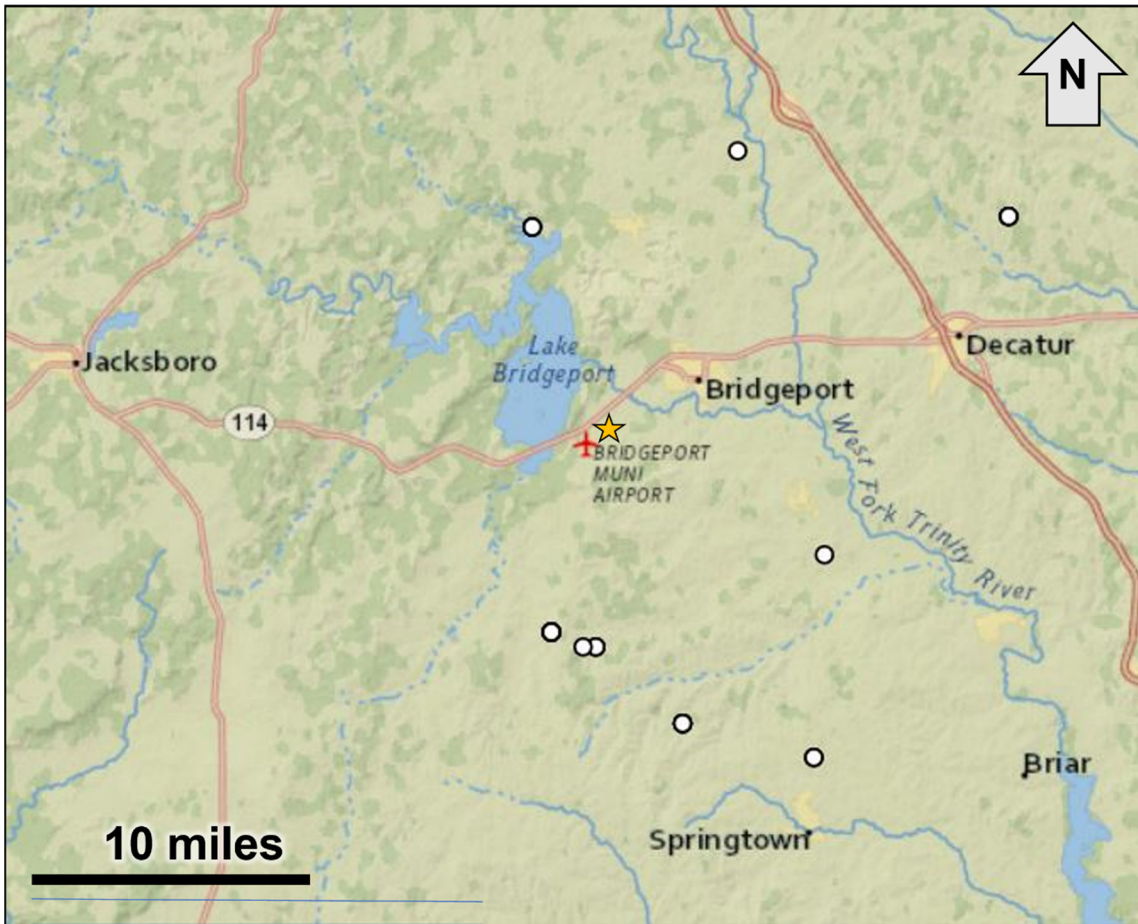 N
Decatur
Lake
Bridgeport
Jacksboro
Bridgeport
114
BRIDGEPORT
MUNI
AIRPORT
West Fork Trinity River
Briar
10 miles
Springtown